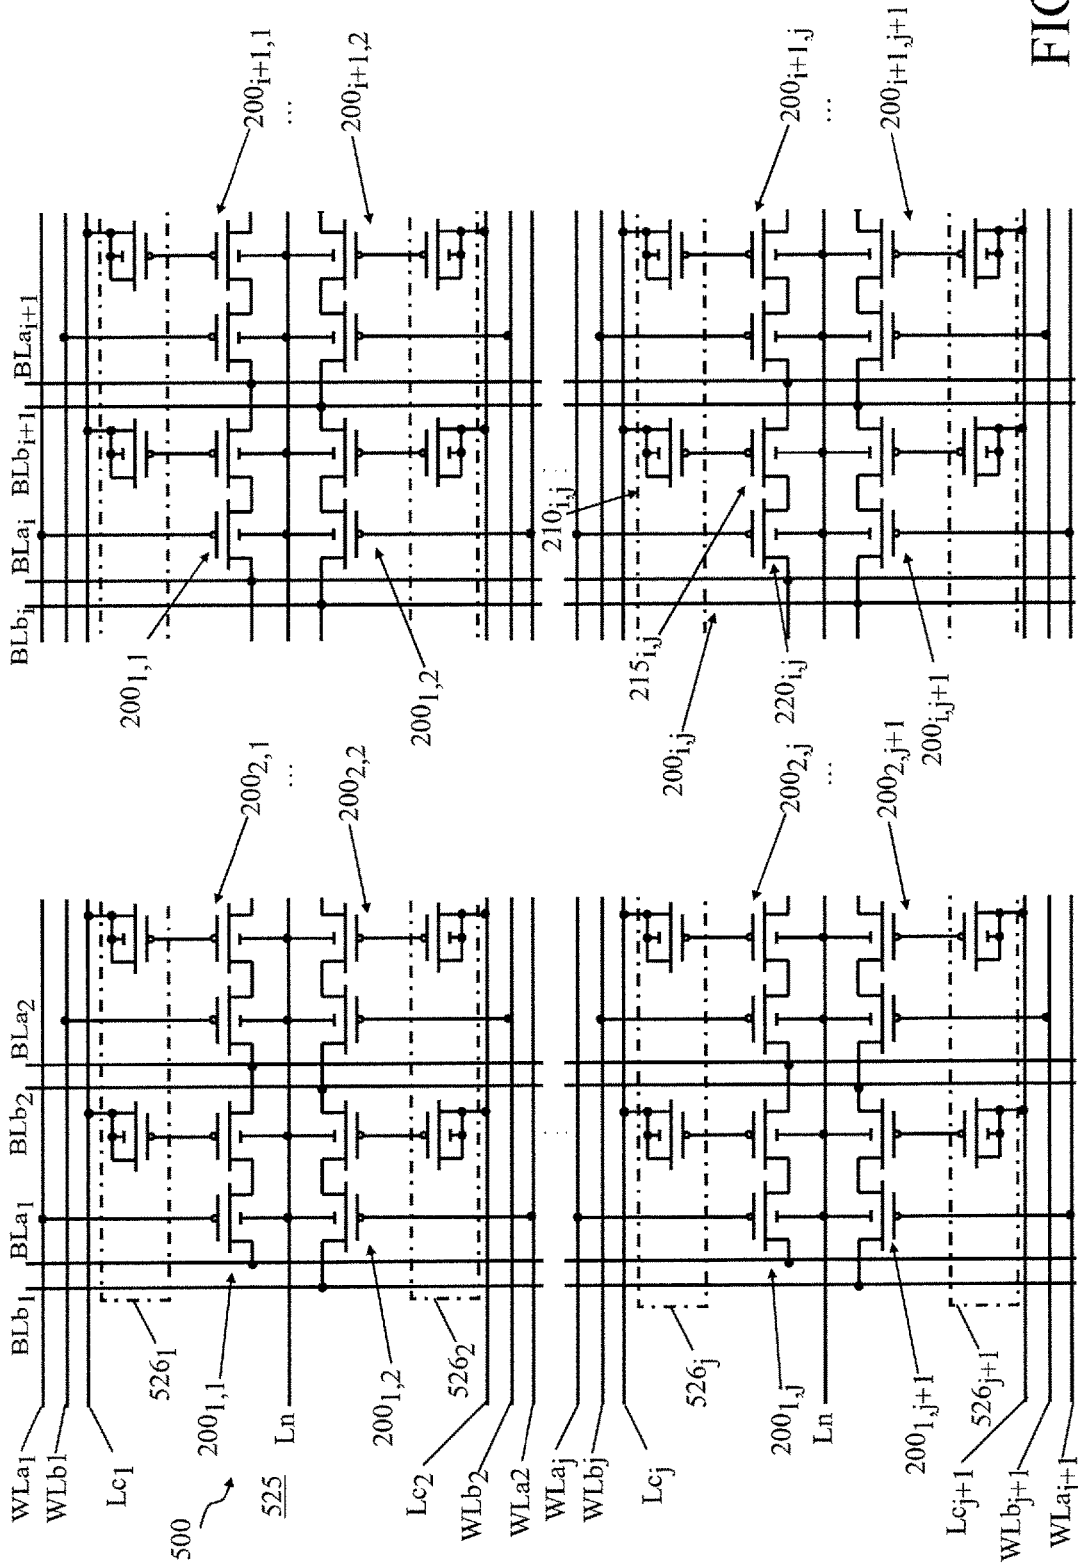 BLb1 BLa1 BLb2 BLa2 BLbi BLai BLbi+1 BLai+1
WLa1
WLb1
Lc1
526₁
200₁,₁
200₂,₁
...
200₁,₁
200i+1,1
...
500
525
Ln
200₁,₂
200₂,₂
200₁,₂
200i+1,2
526₂
Lc2
WLb2
WLa2
...
...
WLaj
WLbj
Lcj
526j
200i,j
210i,j
215i,j
220i,j
200₁,j
200₂,j
...
200i+1,j
...
Ln
200₁,j+1
200₂,j+1
200i,j+1
200i+1,j+1
526j+1
Lcj+1
WLbj+1
WLaj+1
FIG